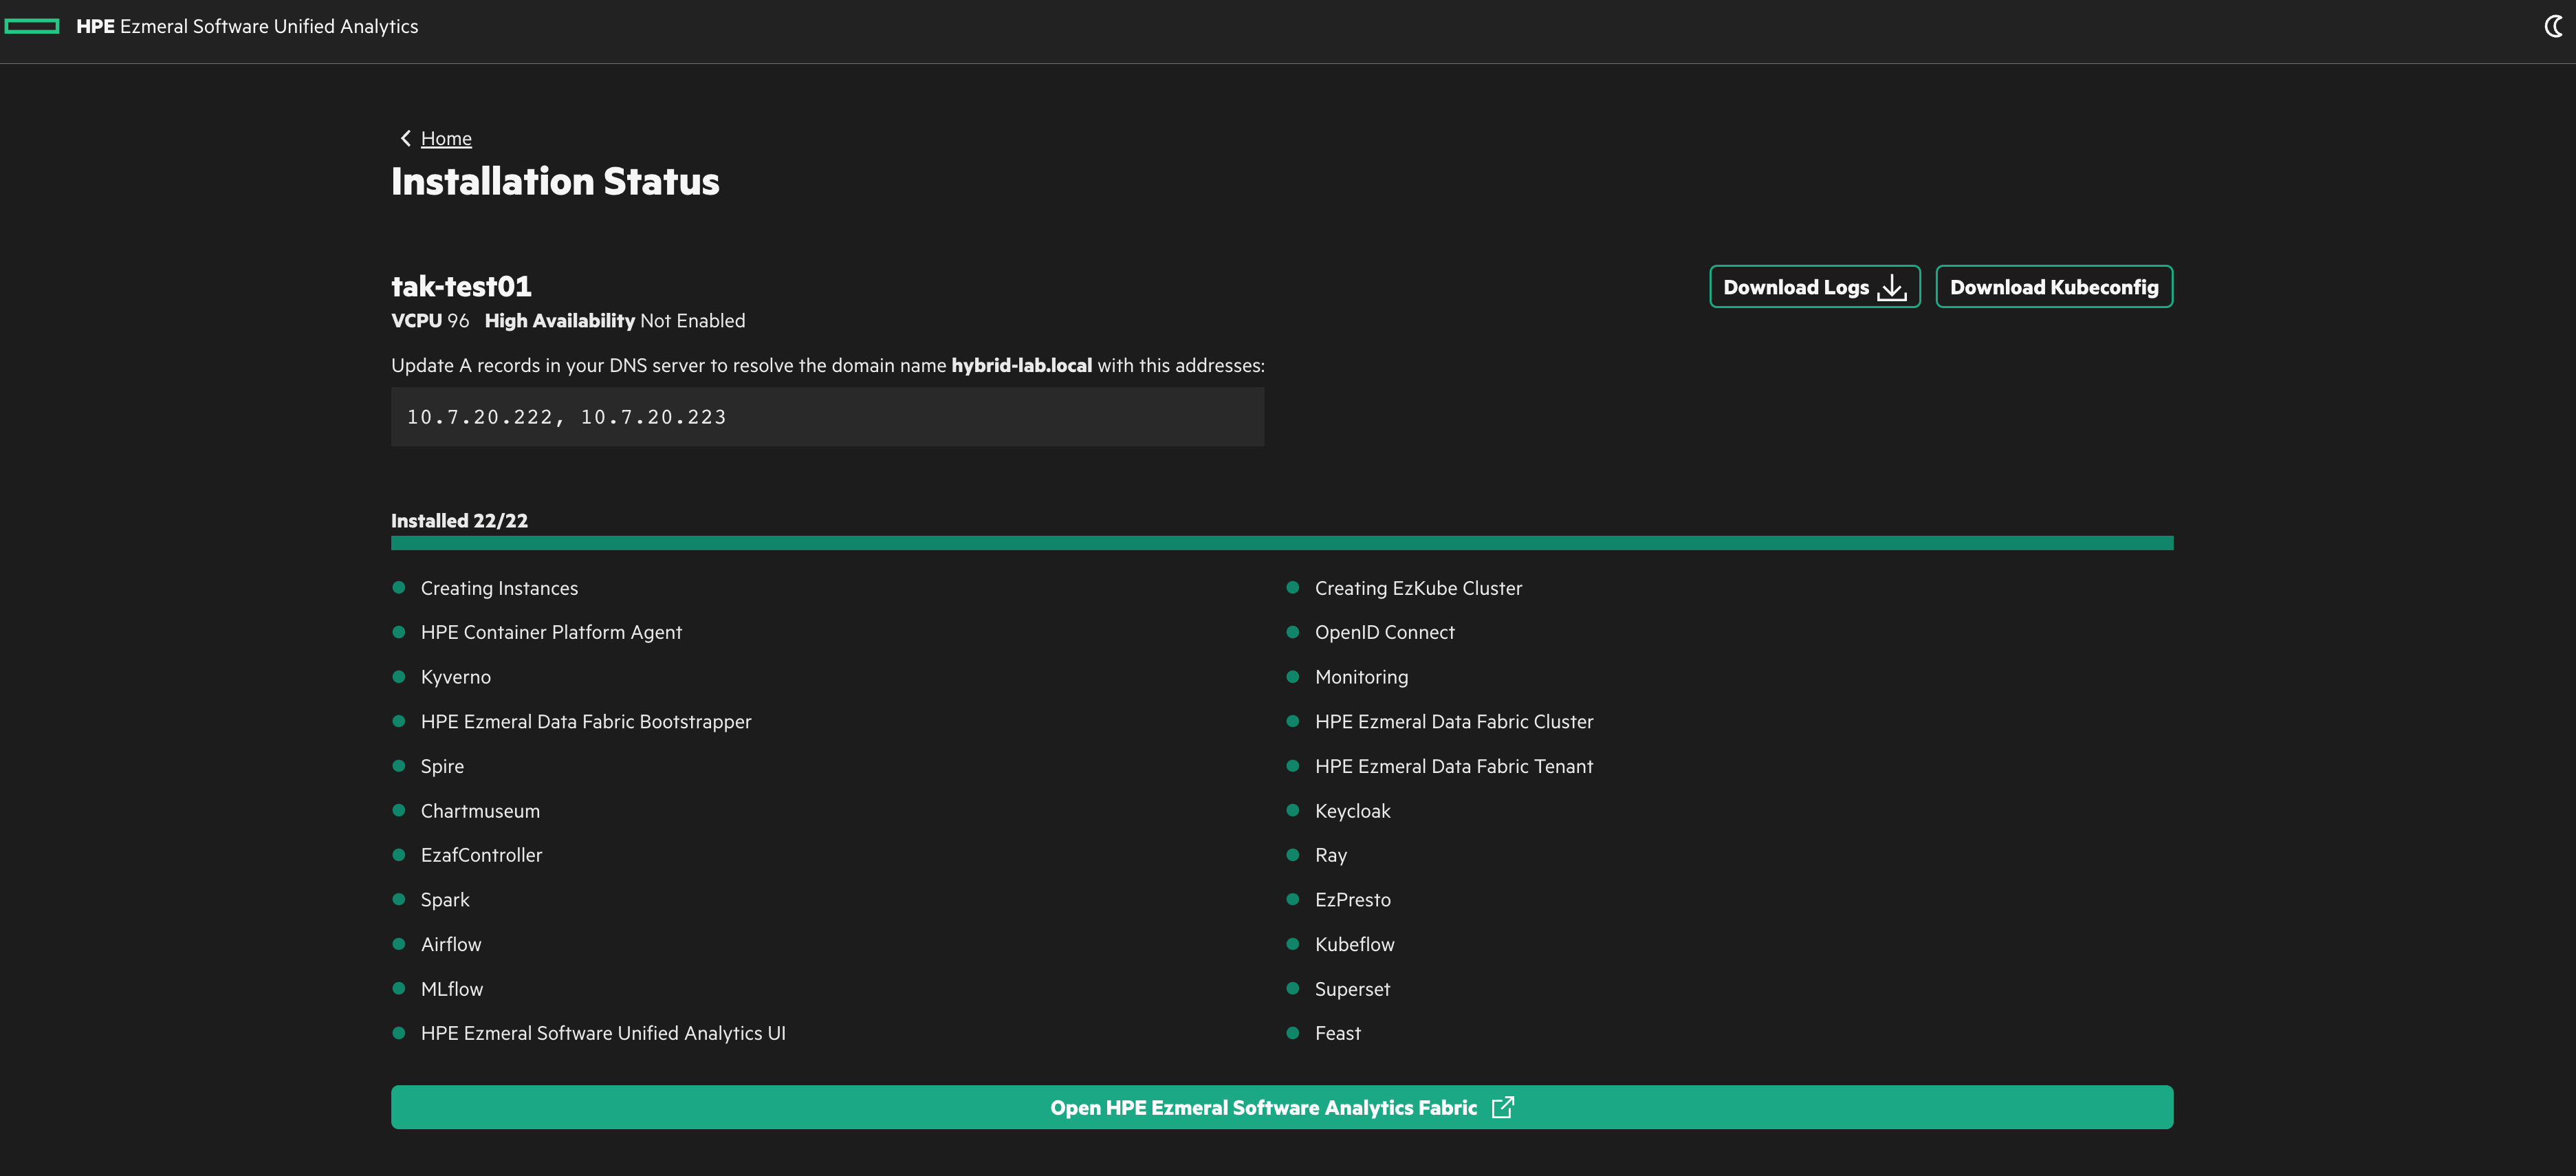 HPE Ezmeral Software Unified Analytics
Home
Installation Status
tak-test01
Download Logs
Download Kubeconfig
VCPU 96 High Availability Not Enabled
Update A records in your DNS server to resolve the domain name hybrid-lab.local with this addresses:
10.7.20.222, 10.7.20.223
Installed 22/22
Creating Instances
Creating EzKube Cluster
HPE Container Platform Agent
OpenID Connect
Kyverno
Monitoring
HPE Ezmeral Data Fabric Bootstrapper
HPE Ezmeral Data Fabric Cluster
Spire
HPE Ezmeral Data Fabric Tenant
Chartmuseum
Keycloak
EzafController
Ray
Spark
EzPresto
Airflow
Kubeflow
MLflow
Superset
HPE Ezmeral Software Unified Analytics UI
Feast
Open HPE Ezmeral Software Analytics Fabric